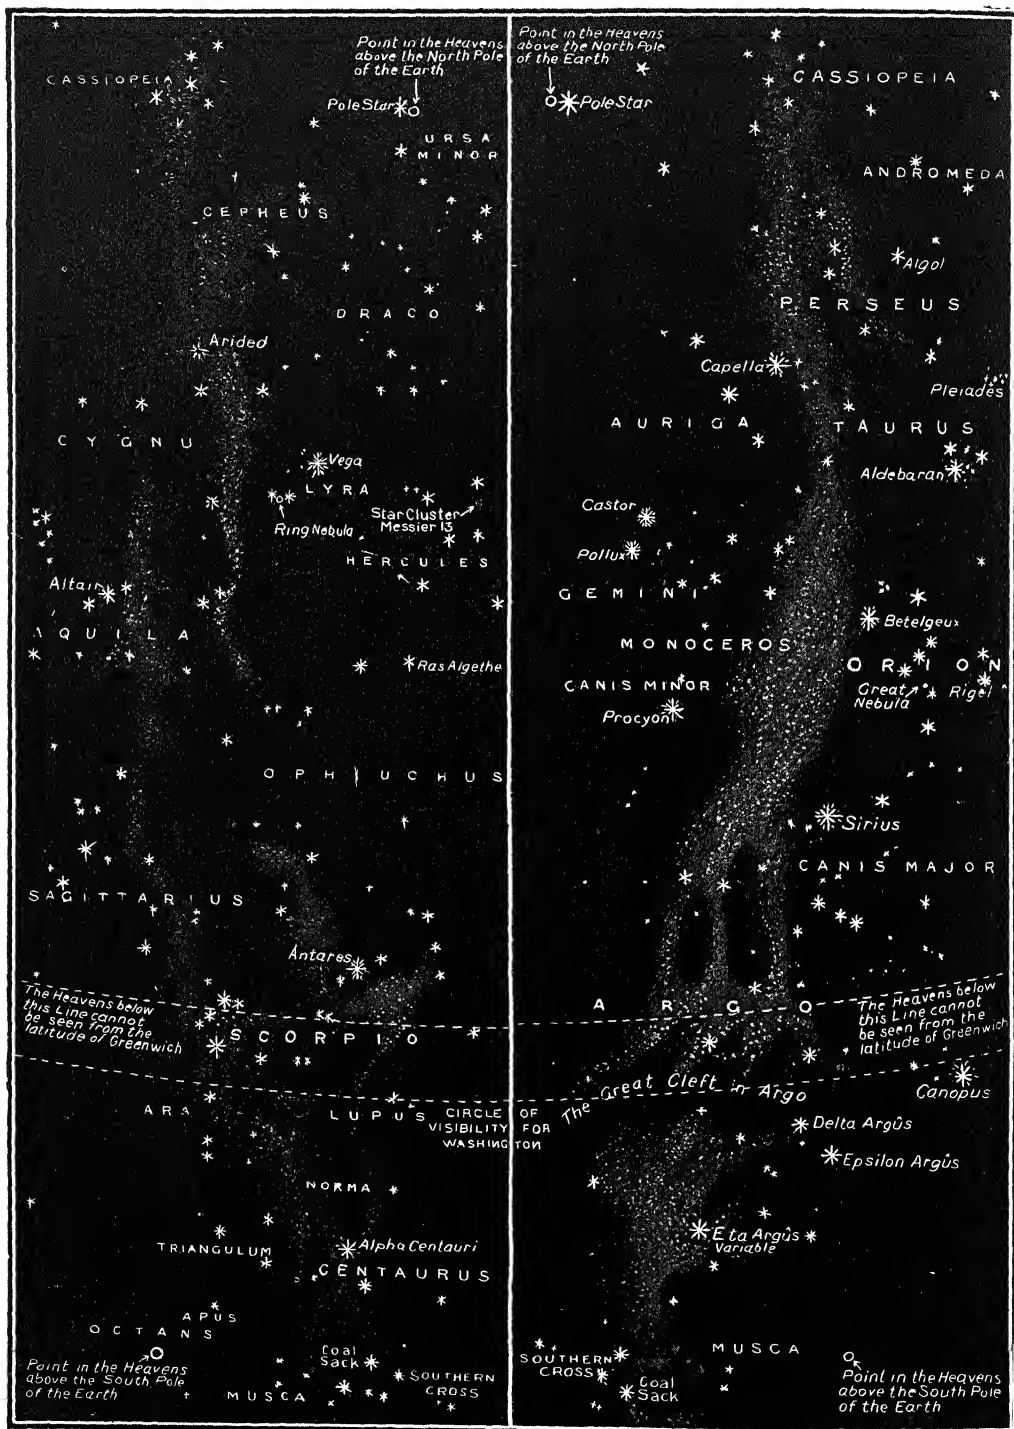 Point in the Heavens
above the North Pole
of the Earth
CASSIOPEIA
Pole Star
URSA
MINOR
CEPHEUS
DRACO
Arided
CYGNU
Vega
LYRA
Ring Nebula
Star Cluster
Messier 13
HERCULES
Altair
AQUILA
Ras Algethe
OPHIUCHUS
SAGITTARIUS
Antares
The Heavens below
this Line cannot
be seen from the
latitude of Greenwich
SCORPIO
ARA
LUPUS
CIRCLE OF
VISIBILITY FOR
WASHINGTON
NORMA
TRIANGULUM
Alpha Centauri
CENTAURUS
APUS
OCTANS
Point in the Heavens
above the South Pole
of the Earth
Coal
Sack
SOUTHERN
CROSS
MUSCA
Point in the Heavens
above the North Pole
of the Earth
Pole Star
CASSIOPEIA
ANDROMEDA
Algol
PERSEUS
Capella
Pleiades
AURIGA
TAURUS
Aldebaran
Castor
Pollux
GEMINI
Betelgeux
MONOCEROS
ORION
CANIS MINOR
Great
Nebula
Rigel
Procyon
Sirius
CANIS MAJOR
ARGO
The Heavens below
this Line cannot
be seen from the
latitude of Greenwich
The Great Cleft in Argo
Canopus
Delta Argûs
Epsilon Argûs
Eta Argûs
Variable
SOUTHERN
CROSS
Coal
Sack
MUSCA
Point in the Heavens
above the South Pole
of the Earth